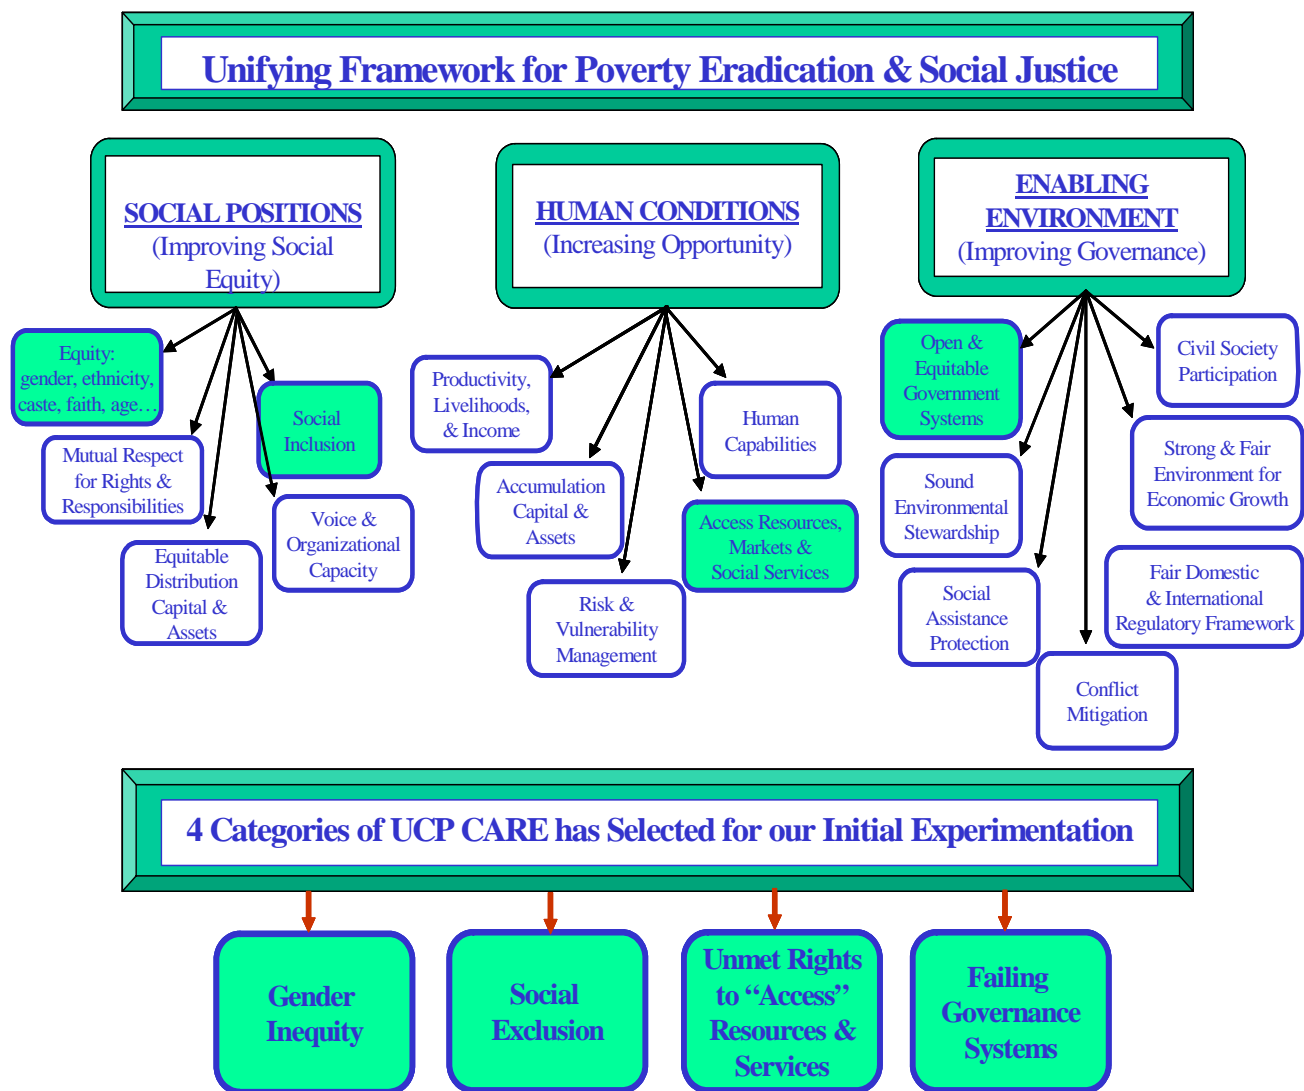 Unifying Framework for Poverty Eradication & Social Justice
SOCIAL POSITIONS
(Improving Social
Equity)
HUMAN CONDITIONS
(Increasing Opportunity)
ENABLING
ENVIRONMENT
(Improving Governance)
Equity:
gender, ethnicity,
caste, faith, age…
Social
Inclusion
Mutual Respect
for Rights &
Responsibilities
Voice &
Organizational
Capacity
Equitable
Distribution
Capital &
Assets
Productivity,
Livelihoods,
& Income
Human
Capabilities
Accumulation
Capital &
Assets
Access Resources,
Markets &
Social Services
Risk &
Vulnerability
Management
Open &
Equitable
Government
Systems
Civil Society
Participation
Sound
Environmental
Stewardship
Strong & Fair
Environment for
Economic Growth
Social
Assistance
Protection
Fair Domestic
& International
Regulatory Framework
Conflict
Mitigation
4 Categories of UCP CARE has Selected for our Initial Experimentation
Gender
Inequity
Social
Exclusion
Unmet Rights
to “Access”
Resources &
Services
Failing
Governance
Systems